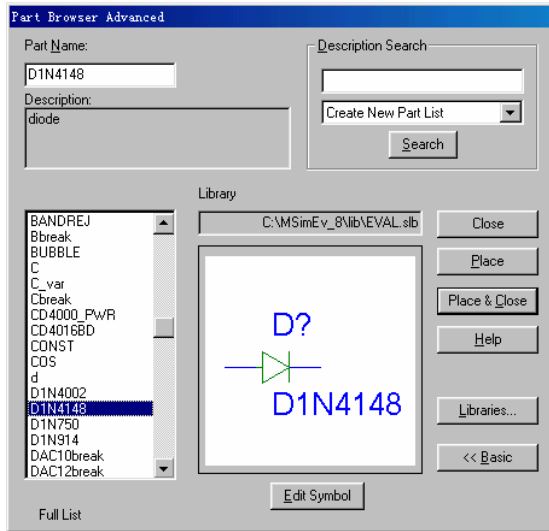 Part Browser Advanced
Part Name:
D1N4148
Description:
diode
Description Search
Create New Part List
Search
Library
C:\MSimEv_8\lib\EVAL.slb
BANDREJ
Bbreak
BUBBLE
C
C_var
Cbreak
CD4000_PWR
CD4016BD
CONST
COS
d
D1N4002
D1N4148
D1N750
D1N914
DAC10break
DAC12break
Full List
D?
D1N4148
Edit Symbol
Close
Place
Place & Close
Help
Libraries...
<< Basic